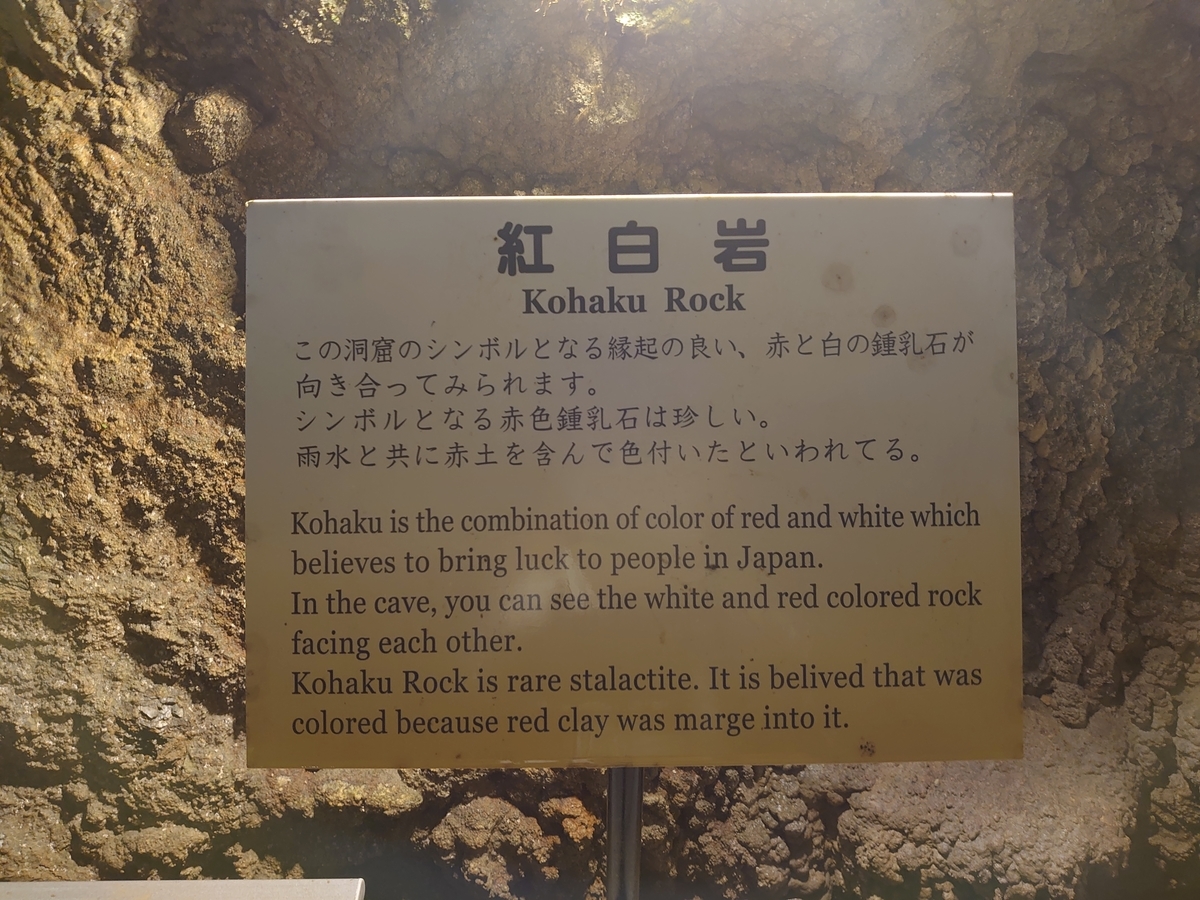 紅白岩
Kohaku Rock
この洞窟のシンボルとなる縁起の良い、赤と白の鍾乳石が
向き合ってみられます。
シンボルとなる赤色鍾乳石は珍しい。
雨水と共に赤土を含んで色付いたといわれてる。
Kohaku is the combination of color of red and white which
believes to bring luck to people in Japan.
In the cave, you can see the white and red colored rock
facing each other.
Kohaku Rock is rare stalactite. It is belived that was
colored because red clay was marge into it.